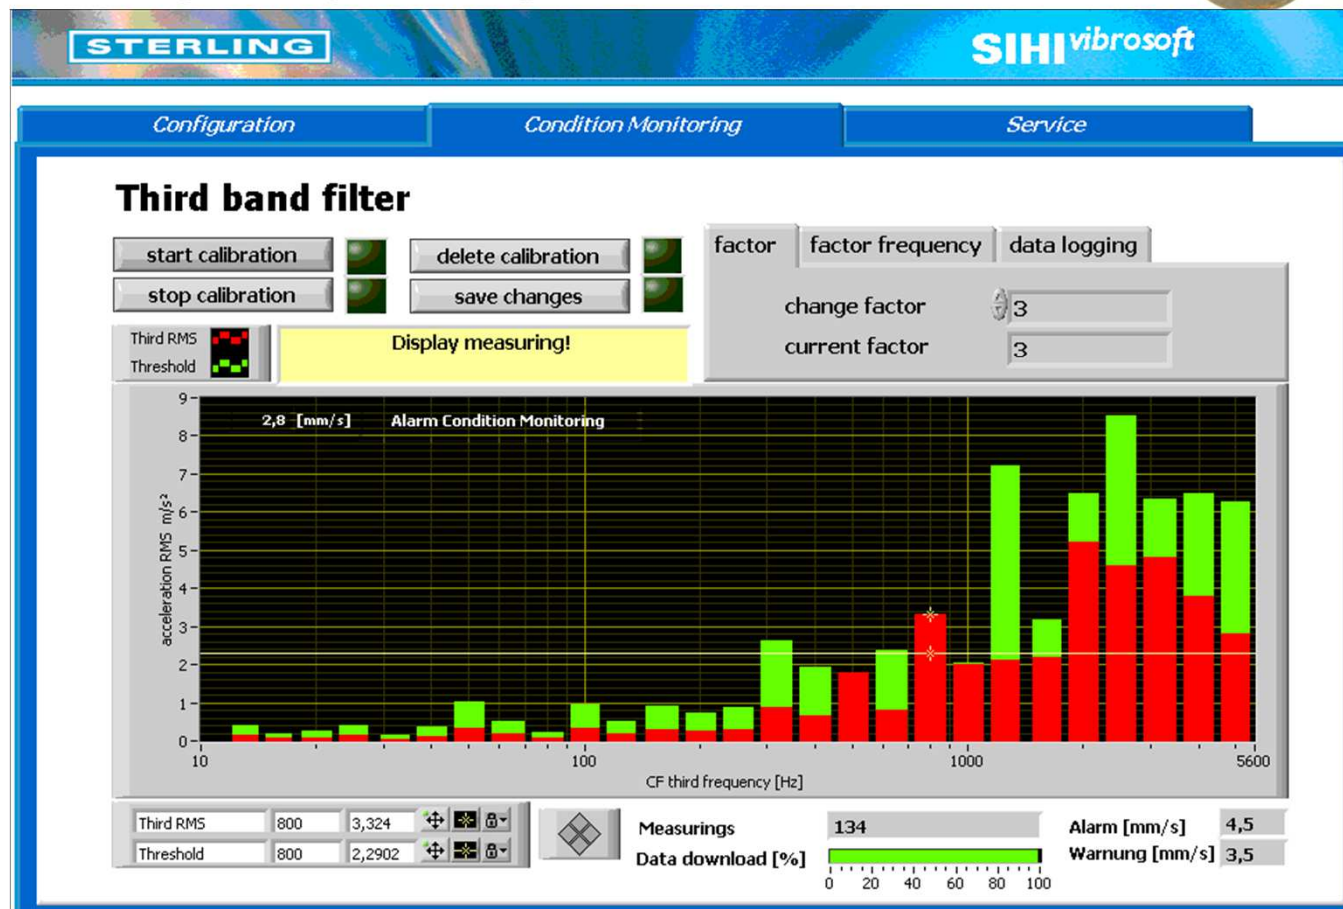 STERLING
SIHI vibrosoft
Configuration
Condition Monitoring
Service
Third band filter
start calibration
delete calibration
stop calibration
save changes
factor
factor frequency
data logging
change factor
3
current factor
3
Third RMS
Threshold
Display measuring!
2,8 [mm/s] Alarm Condition Monitoring
acceleration RMS m/s²
9
8
7
6
5
4
3
2
1
0
10
100
1000
5600
CF third frequency [Hz]
Third RMS 800 3,324
Threshold 800 2,2902
Measurings 134
Data download [%]
0 20 40 60 80 100
Alarm [mm/s] 4,5
Warnung [mm/s] 3,5